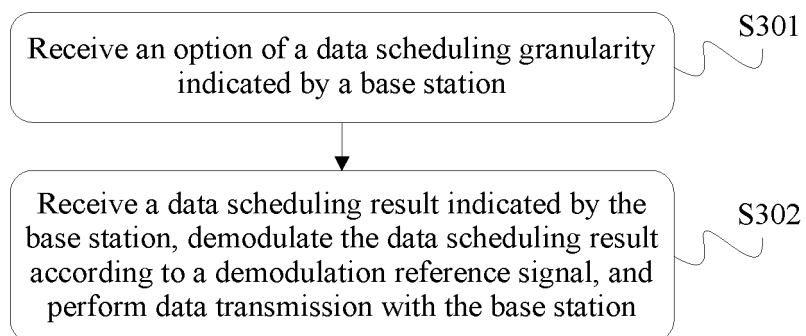 Receive an option of a data scheduling granularity
indicated by a base station
S301
Receive a data scheduling result indicated by the
base station, demodulate the data scheduling result
according to a demodulation reference signal, and
perform data transmission with the base station
S302